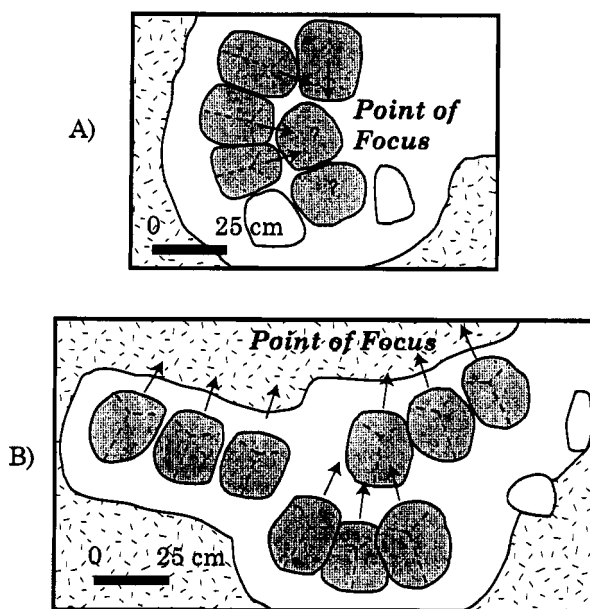 A)
Point of
Focus
?
?
0 25 cm
Point of Focus
B)
0 25 cm